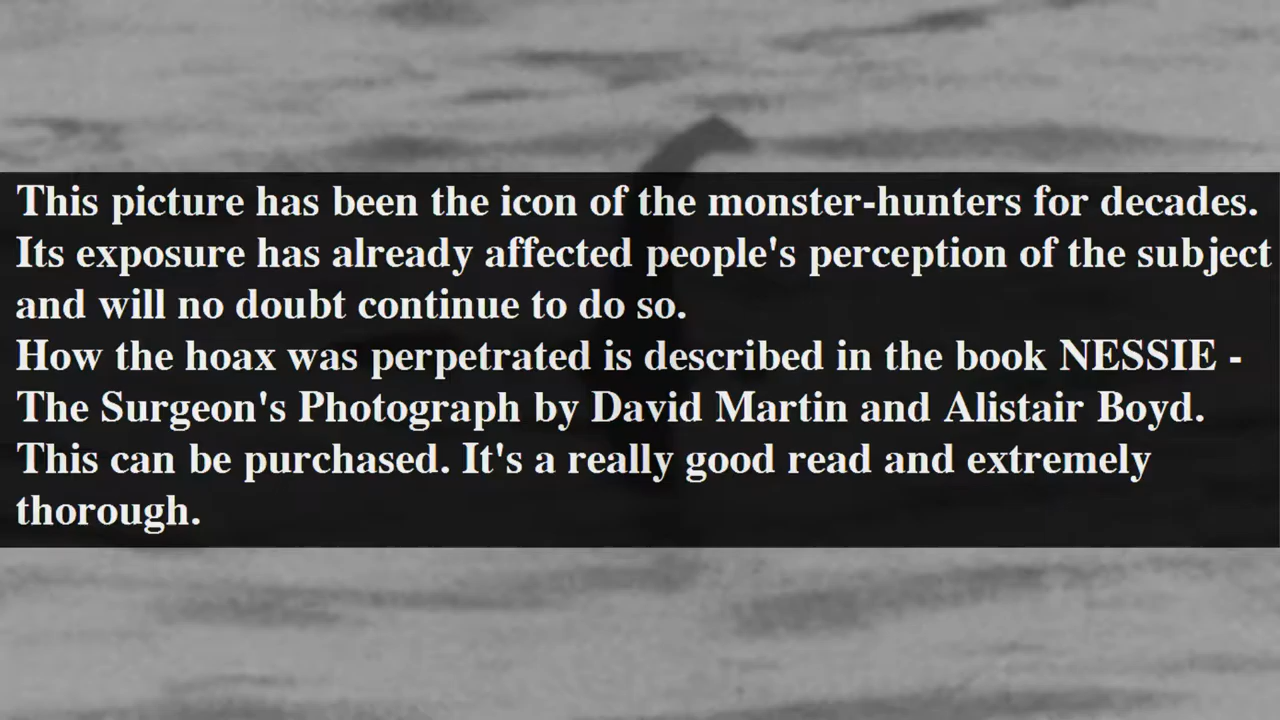 This picture has been the icon of the monster-hunters for decades.
Its exposure has already affected people's perception of the subject
and will no doubt continue to do so.
How the hoax was perpetrated is described in the book NESSIE -
The Surgeon's Photograph by David Martin and Alistair Boyd.
This can be purchased. It's a really good read and extremely
thorough.